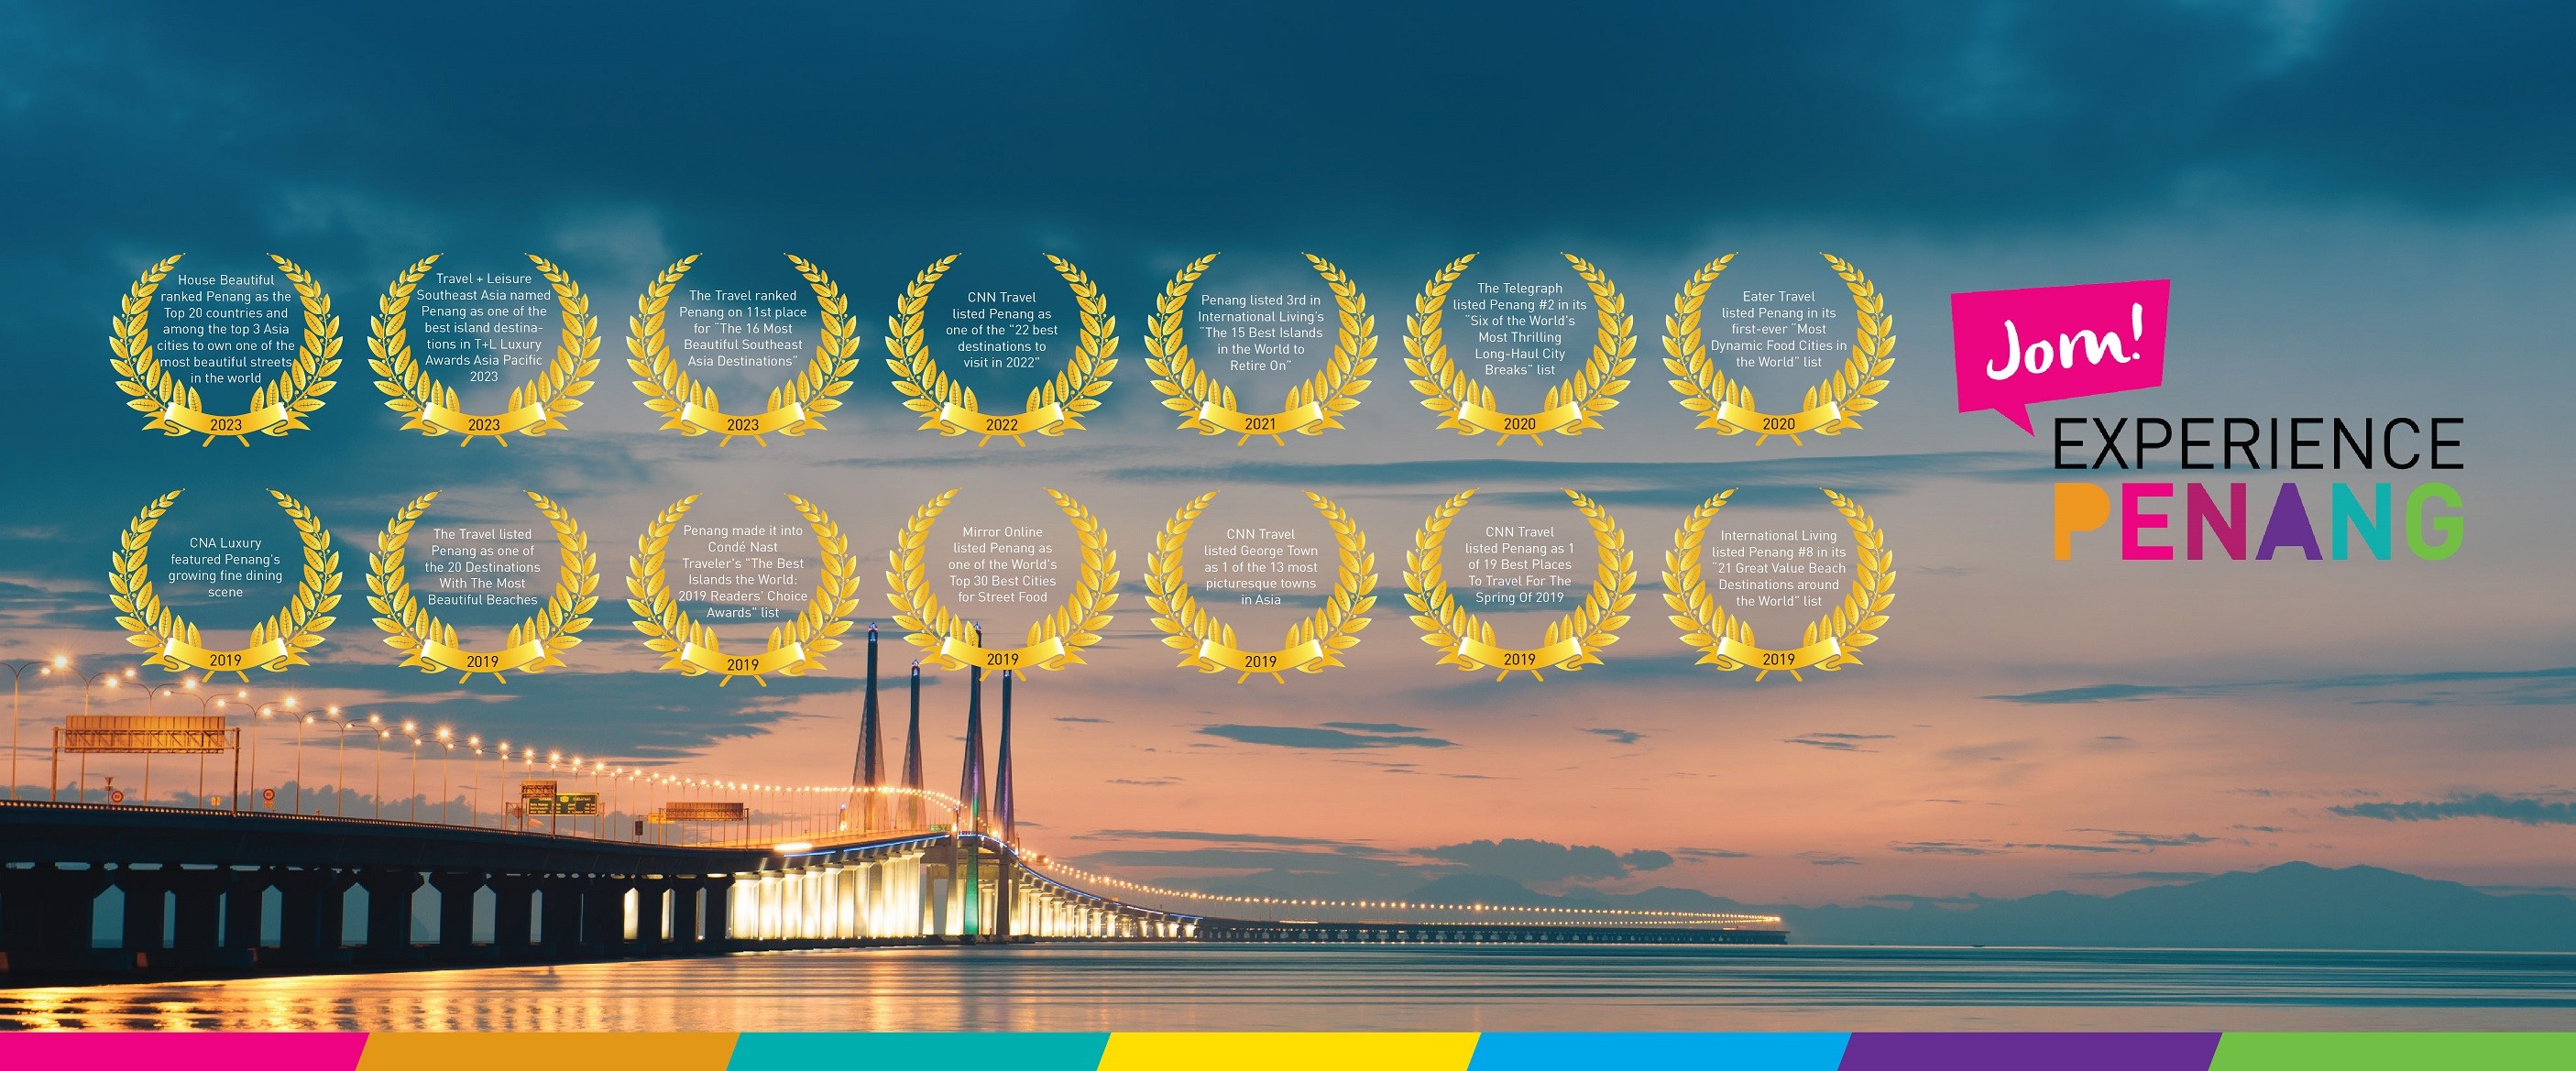 House Beautiful
ranked Penang as the
Top 20 countries and
among the top 3 Asia
cities to own one of the
most beautiful streets
in the world
2023
Travel + Leisure
Southeast Asia named
Penang as one of the
best island destina-
tions in T+L Luxury
Awards Asia Pacific
2023
2023
The Travel ranked
Penang on 11st place
for "The 16 Most
Beautiful Southeast
Asia Destinations"
2023
CNN Travel
listed Penang as
one of the "22 best
destinations to
visit in 2022"
2022
Penang listed 3rd in
International Living's
"The 15 Best Islands
in the World to
Retire On"
2021
The Telegraph
listed Penang #2 in its
"Six of the World's
Most Thrilling
Long-Haul City
Breaks" list
2020
Eater Travel
listed Penang in its
first-ever "Most
Dynamic Food Cities in
the World" list
2020
CNA Luxury
featured Penang's
growing fine dining
scene
2019
The Travel listed
Penang as one of
the 20 Destinations
With The Most
Beautiful Beaches
2019
Penang made it into
Condé Nast
Traveler's "The Best
Islands the World:
2019 Readers' Choice
Awards" list
2019
Mirror Online
listed Penang as
one of the World's
Top 30 Best Cities
for Street Food
2019
CNN Travel
listed George Town
as 1 of the 13 most
picturesque towns
in Asia
2019
CNN Travel
listed Penang as 1
of 19 Best Places
To Travel For The
Spring Of 2019
2019
International Living
listed Penang #8 in its
"21 Great Value Beach
Destinations around
the World" list
2019
Jom!
EXPERIENCE
PENANG